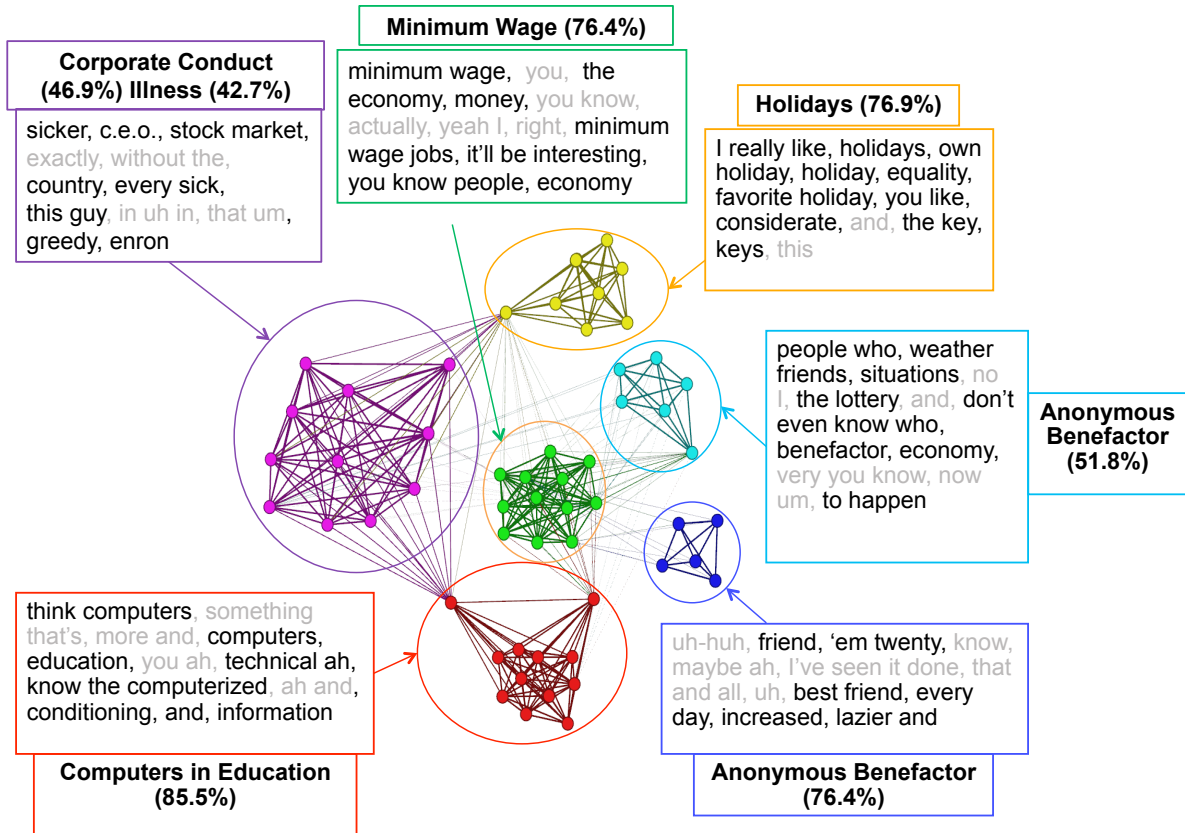 Minimum Wage (76.4%)
minimum wage, you, the
economy, money, you know,
actually, yeah I, right, minimum
wage jobs, it'll be interesting,
you know people, economy
Corporate Conduct
(46.9%) Illness (42.7%)
sicker, c.e.o., stock market,
exactly, without the,
country, every sick,
this guy, in uh in, that um,
greedy, enron
Holidays (76.9%)
I really like, holidays, own
holiday, holiday, equality,
favorite holiday, you like,
considerate, and, the key,
keys, this
people who, weather
friends, situations, no
I, the lottery, and, don't
even know who,
benefactor, economy,
very you know, now
um, to happen
Anonymous
Benefactor
(51.8%)
think computers, something
that's, more and, computers,
education, you ah, technical ah,
know the computerized, ah and,
conditioning, and, information
Computers in Education
(85.5%)
uh-huh, friend, ‘em twenty, know,
maybe ah, I've seen it done, that
and all, uh, best friend, every
day, increased, lazier and
Anonymous Benefactor
(76.4%)